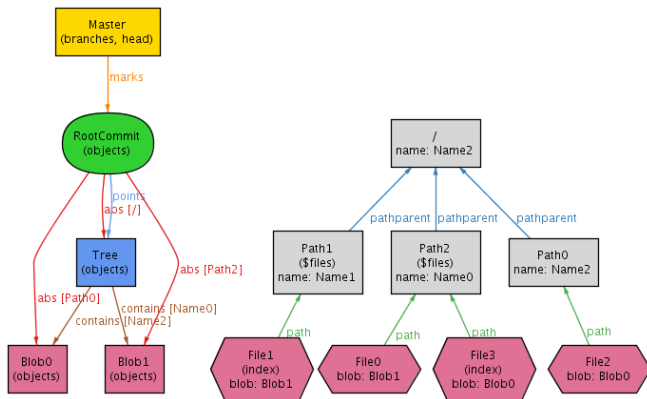 Master
(branches, head)
marks
RootCommit
(objects)
/
name: Name2
points
abs [/]
pathparent
pathparent
pathparent
Tree
(objects)
abs [Path2]
Path1
($files)
name: Name1
Path2
($files)
name: Name0
Path0
name: Name2
abs [Path0]
contains [Name0]
contains [Name2]
path
path
path
path
Blob0
(objects)
Blob1
(objects)
File1
(index)
blob: Blob1
File0
blob: Blob1
File3
(index)
blob: Blob0
File2
blob: Blob0